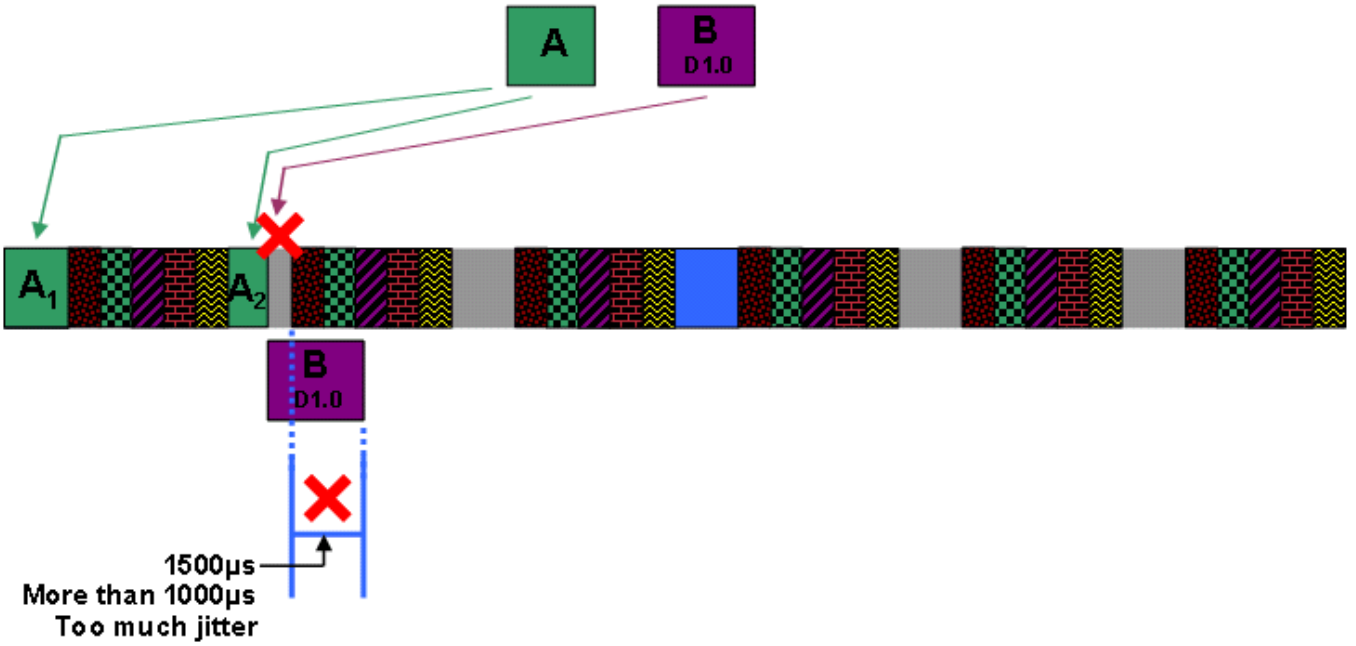 A
B
D1.0
A1
A2
B
D1.0
1500µs
More than 1000µs
Too much jitter